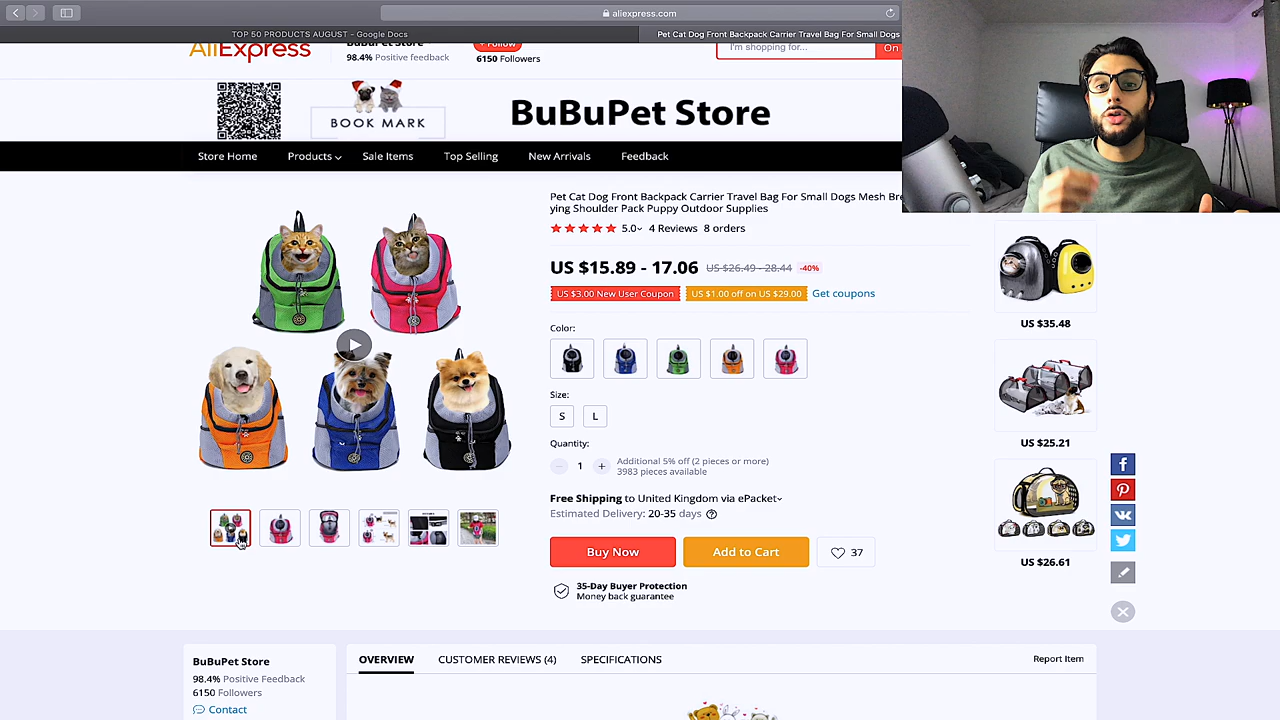 aliexpress.com
TOP 50 PRODUCTS AUGUST - Google Docs
Pet Cat Dog Front Backpack Carrier Travel Bag For Small Dogs
AliExpress
BuBuPet Store
98.4% Positive feedback
+ Follow
6150 Followers
I'm shopping for...
On
BOOK MARK
BuBuPet Store
Store Home
Products
Sale Items
Top Selling
New Arrivals
Feedback
Pet Cat Dog Front Backpack Carrier Travel Bag For Small Dogs Mesh Bre
ying Shoulder Pack Puppy Outdoor Supplies
5.0 4 Reviews 8 orders
US $15.89 - 17.06 US $26.49 - 28.44 -40%
US $3.00 New User Coupon US $1.00 off on US $29.00 Get coupons
Color:
Size:
S L
Quantity:
1
Additional 5% off (2 pieces or more)
3983 pieces available
Free Shipping to United Kingdom via ePacket
Estimated Delivery: 20-35 days
Buy Now
Add to Cart
37
35-Day Buyer Protection
Money back guarantee
US $35.48
US $25.21
US $26.61
BuBuPet Store
98.4% Positive Feedback
6150 Followers
Contact
OVERVIEW
CUSTOMER REVIEWS (4)
SPECIFICATIONS
Report Item